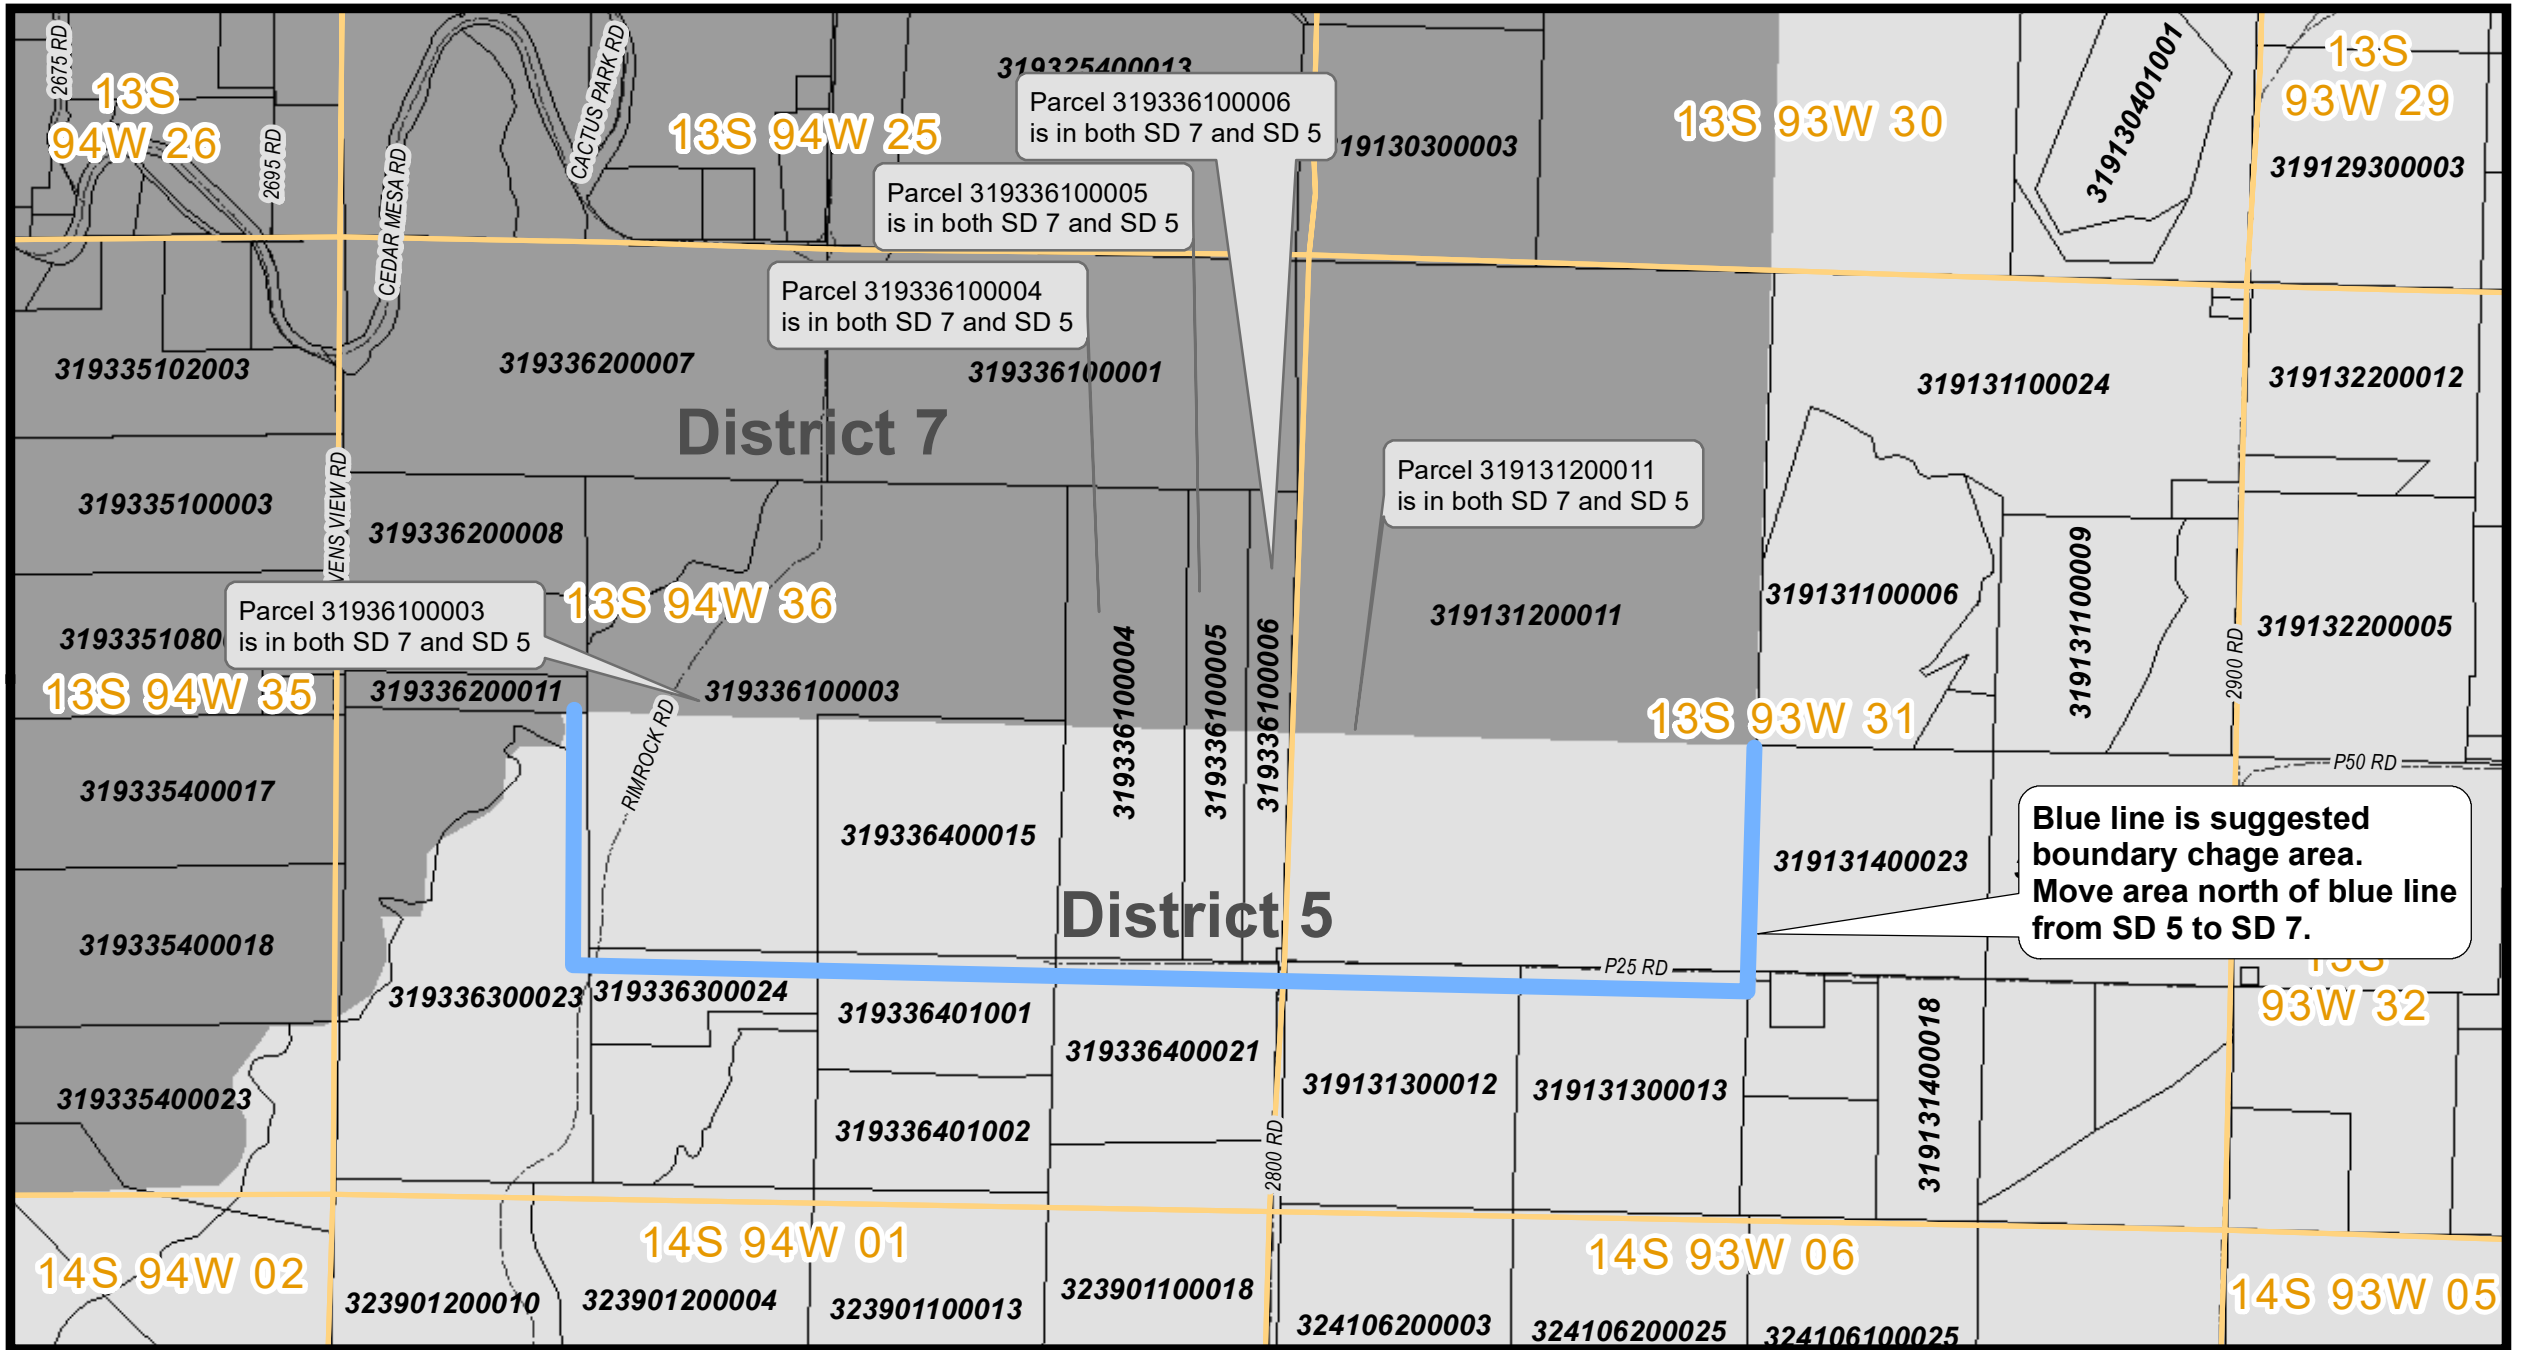 2675 RD
13S
94W 26
2695 RD
CEDAR MESA RD
CACTUS PARK RD
13S 94W 25
319325400013
Parcel 319336100006
is in both SD 7 and SD 5
319130300003
13S 93W 30
319130401001
13S
93W 29
319129300003
Parcel 319336100005
is in both SD 7 and SD 5
Parcel 319336100004
is in both SD 7 and SD 5
319335102003
319336200007
319336100001
319131100024
319132200012
District 7
VENS VIEW RD
319335100003
319336200008
Parcel 319131200011
is in both SD 7 and SD 5
13S 94W 36
319131200011
319131100006
319131100009
2900 RD
319132200005
Parcel 31936100003
is in both SD 7 and SD 5
3193351080
13S 94W 35
319336200011
319336100003
RIMROCK RD
319336100004
319336100005
319336100006
13S 93W 31
P50 RD
319335400017
319336400015
319131400023
Blue line is suggested
boundary chage area.
Move area north of blue line
from SD 5 to SD 7.
District 5
319335400018
P25 RD
13S
93W 32
319336300023
319336300024
319336401001
319336400021
319131300012
319131300013
319131400018
319335400023
319336401002
2800 RD
14S 94W 02
14S 94W 01
14S 93W 06
14S 93W 05
323901200010
323901200004
323901100013
323901100018
324106200003
324106200025
324106100025